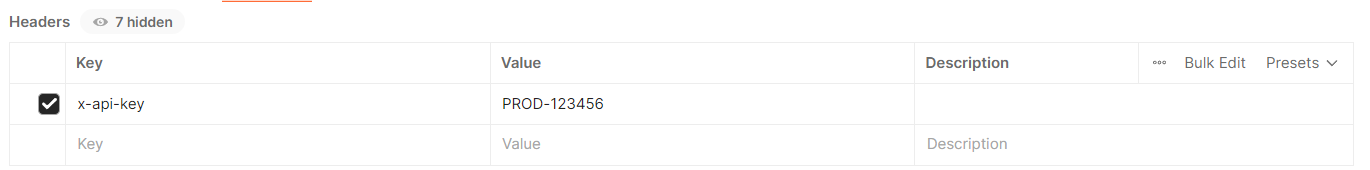 Headers 7 hidden
Key Value Description Bulk Edit Presets
x-api-key PROD-123456
Key Value Description